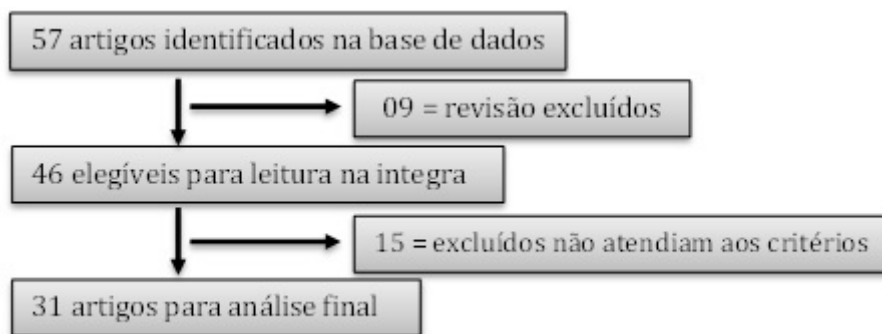 57 artigos identificados na base de dados
09 = revisão excluídos
46 elegíveis para leitura na integra
15 = excluídos não atendiam aos critérios
31 artigos para análise final